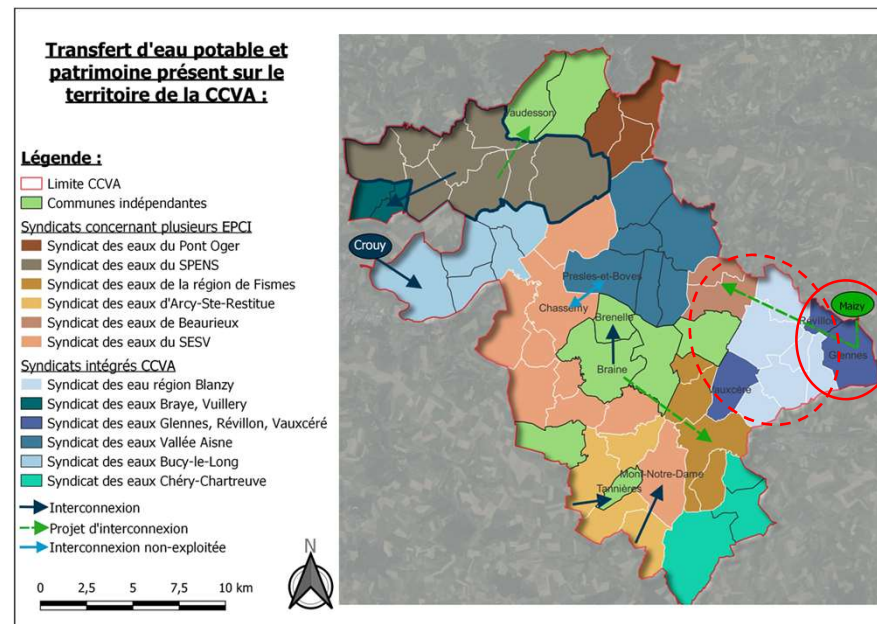 Transfert d'eau potable et
patrimoine présent sur le
territoire de la CCVA :
Légende :
Limite CCVA
Communes indépendantes
Syndicats concernant plusieurs EPCI
Syndicat des eaux du Pont Oger
Syndicat des eaux du SPENS
Syndicat des eaux de la région de Fismes
Syndicat des eaux d'Arcy-Ste-Restitue
Syndicat des eaux de Beaurieux
Syndicat des eaux du SESV
Syndicats intégrés CCVA
Syndicat des eau région Blanzy
Syndicat des eaux Braye, Vuillery
Syndicat des eaux Glennes, Révillon, Vauxcéré
Syndicat des eaux Vallée Aisne
Syndicat des eaux Bucy-le-Long
Syndicat des eaux Chéry-Chartreuve
Interconnexion
Projet d'interconnexion
Interconnexion non-exploitée
N
0 2,5 5 7,5 10 km
Vaudesson
Crouy
Presles-et-Boves
Chassemy
Brenelle
Braine
Maizy
Révillon
Glennes
Vauxcère
Mont-Notre-Dame
Tannières